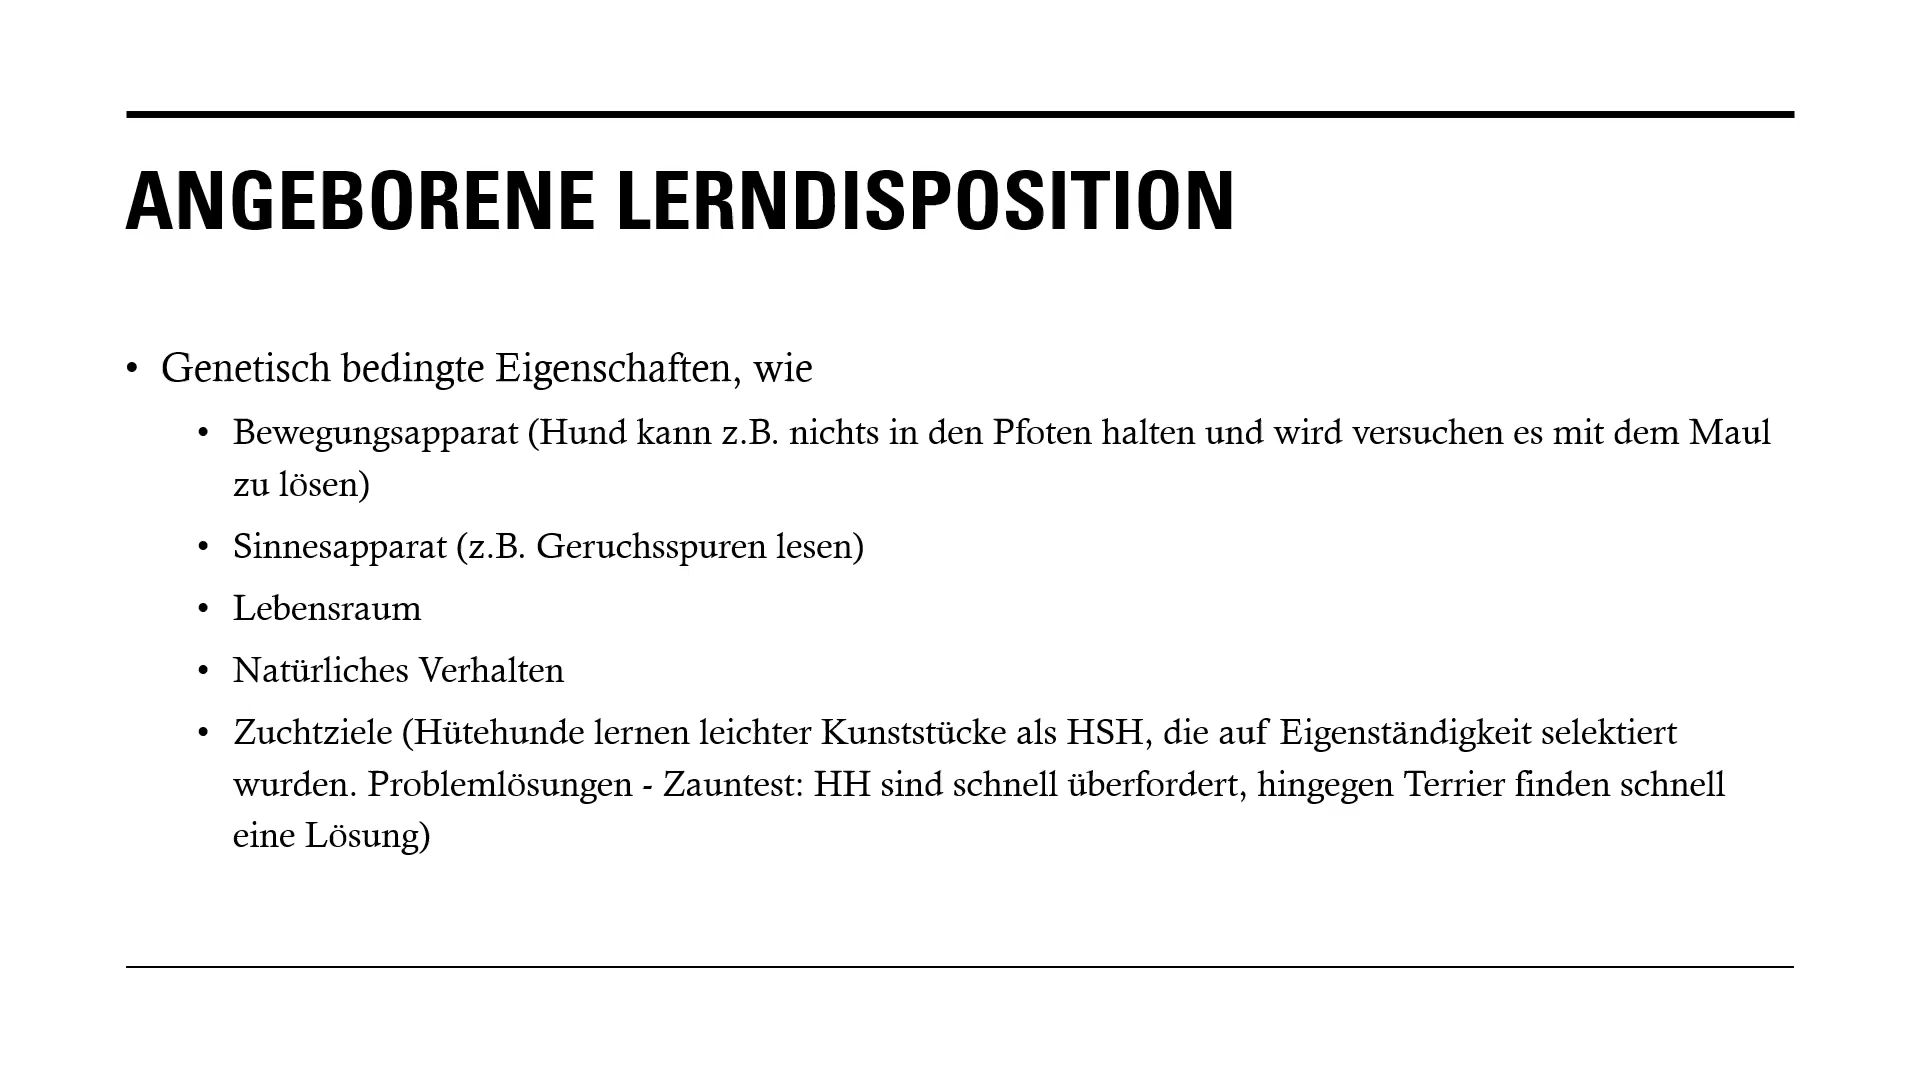 ANGEBORENE LERNDISPOSITION
• Genetisch bedingte Eigenschaften, wie
• Bewegungsapparat (Hund kann z.B. nichts in den Pfoten halten und wird versuchen es mit dem Maul
zu lösen)
• Sinnesapparat (z.B. Geruchsspuren lesen)
• Lebensraum
• Natürliches Verhalten
• Zuchtziele (Hütehunde lernen leichter Kunststücke als HSH, die auf Eigenständigkeit selektiert
wurden. Problemlösungen - Zauntest: HH sind schnell überfordert, hingegen Terrier finden schnell
eine Lösung)